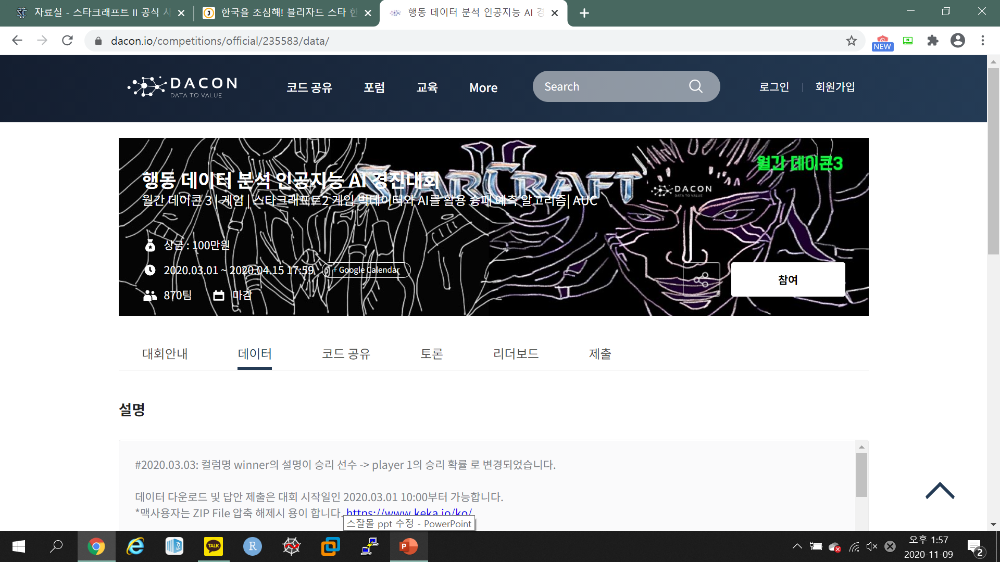 자료실 - 스타크래프트 II 공식 시
한국을 조심해! 블리자드 스타 한
행동 데이터 분석 인공지능 AI 경
dacon.io/competitions/official/235583/data/
NEW
DACON
DATA TO VALUE
코드 공유
포럼
교육
More
Search
로그인
회원가입
월간 데이콘3
STARCRAFT II
DACON
DATA TO VALUE
행동 데이터 분석 인공지능 AI 경진대회
월간 데이콘 3 | 게임 | 스타크래프트2 게임 빅데이터와 AI를 활용 승패 예측 알고리즘| AUC
상금 : 100만원
2020.03.01 ~ 2020.04.15 17:59
+ Google Calendar
참여
870팀
마감
대회안내
데이터
코드 공유
토론
리더보드
제출
설명
#2020.03.03: 컬럼명 winner의 설명이 승리 선수 -> player 1의 승리 확률 로 변경되었습니다.
데이터 다운로드 및 답안 제출은 대회 시작일인 2020.03.01 10:00부터 가능합니다.
*맥사용자는 ZIP File 압축 해제시 용이 합니다. https://www.keka.io/ko/
스잘몰 ppt 수정 - PowerPoint
TALK
R
P
오후 1:57
2020-11-09
2